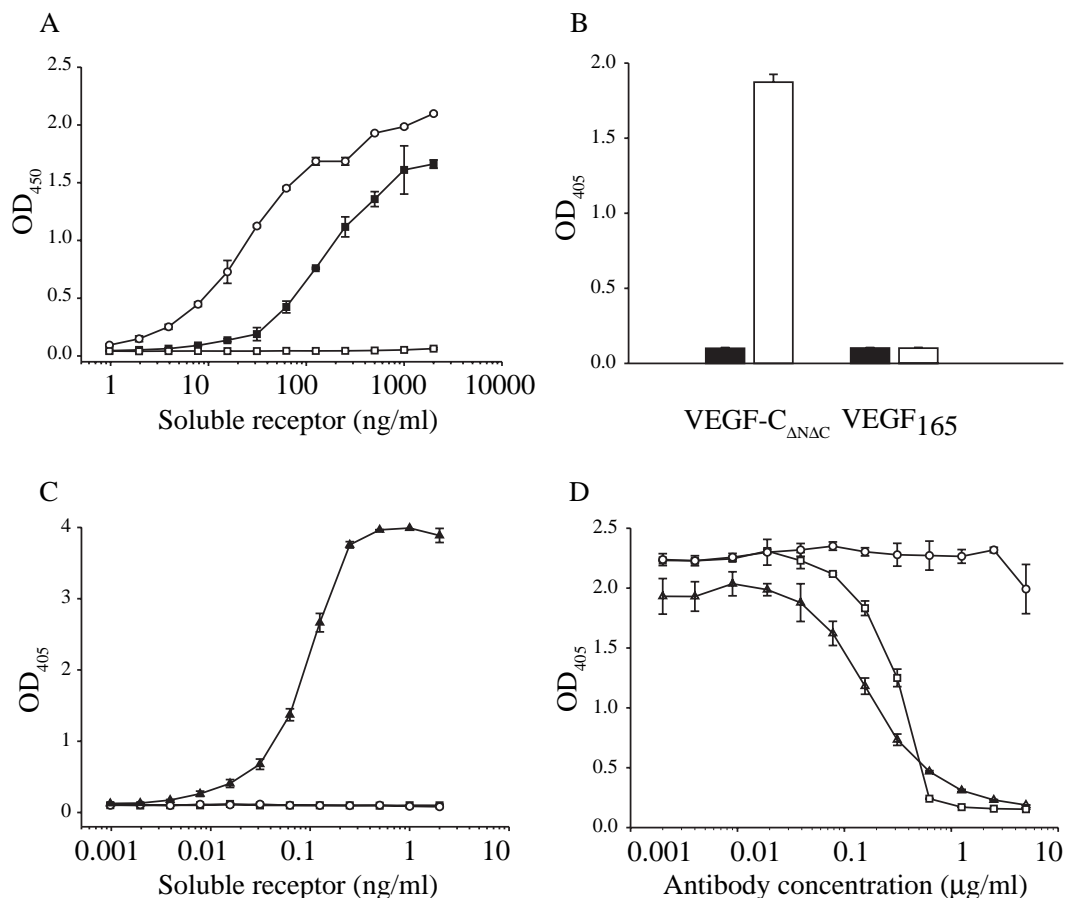 A
2.5
2.0
1.5
1.0
0.5
0.0
OD450
1 10 100 1000 10000
Soluble receptor (ng/ml)
B
2.0
1.5
1.0
0.5
0.0
OD405
VEGF-CΔNΔC VEGF165
C
4
3
2
1
0
OD405
0.001 0.01 0.1 1 10
Soluble receptor (ng/ml)
D
2.5
2.0
1.5
1.0
0.5
0.0
OD405
0.001 0.01 0.1 1 10
Antibody concentration (μg/ml)